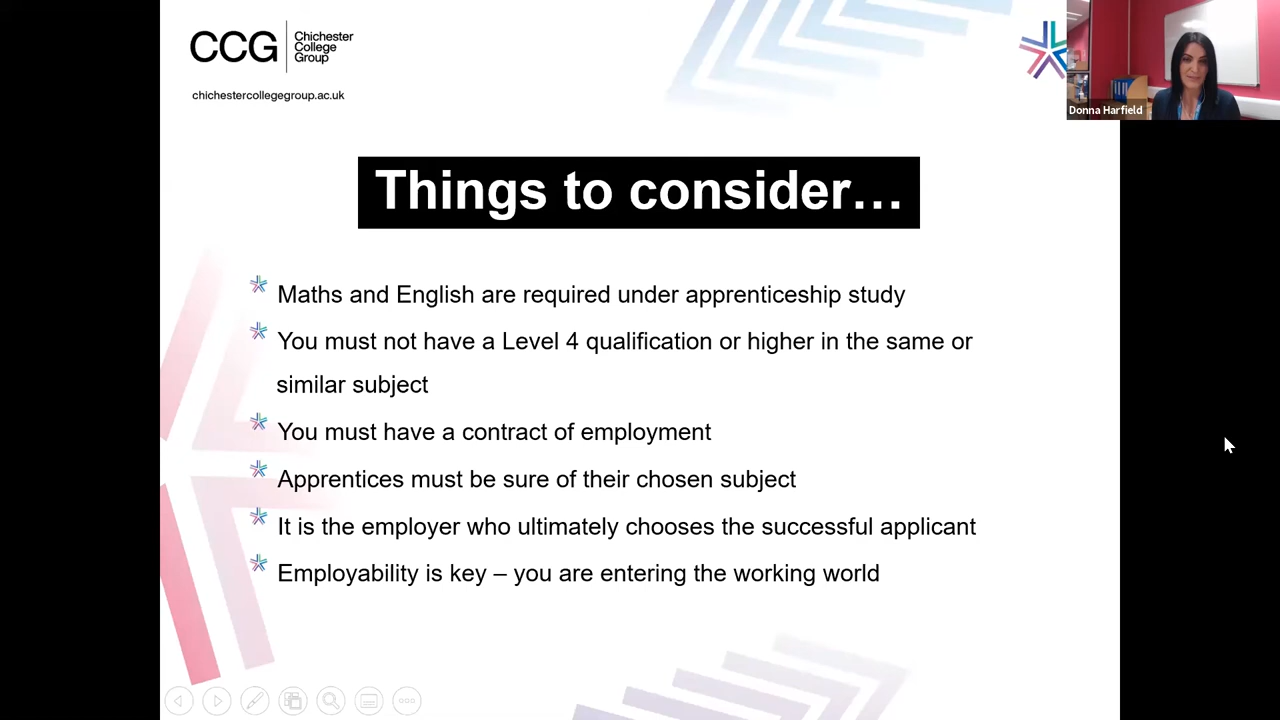 CCG
Chichester
College
Group
chichestercollegegroup.ac.uk
Donna Harfield
Things to consider…
Maths and English are required under apprenticeship study
You must not have a Level 4 qualification or higher in the same or
similar subject
You must have a contract of employment
Apprentices must be sure of their chosen subject
It is the employer who ultimately chooses the successful applicant
Employability is key – you are entering the working world